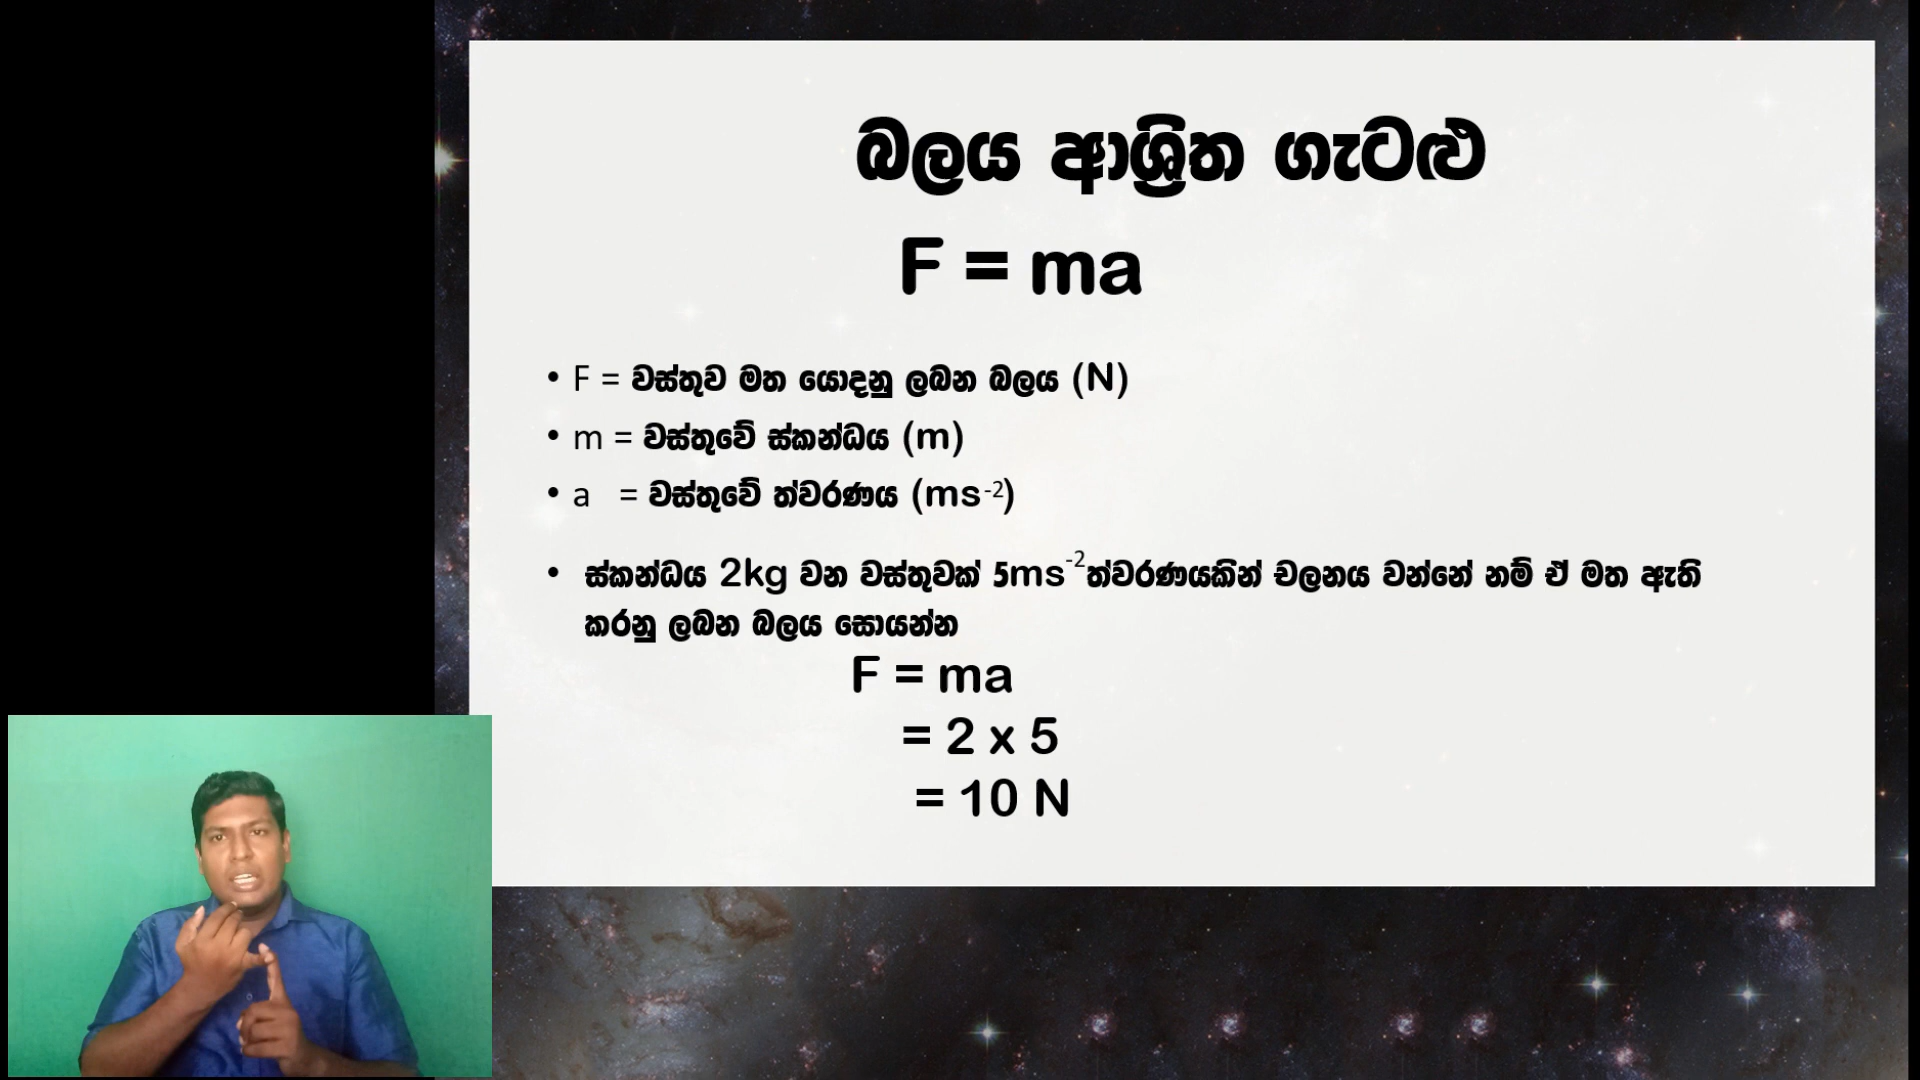 බලය ආශ්‍රිත ගැටළු
F = ma
• F = වස්තුව මත යොදනු ලබන බලය (N)
• m = වස්තුවේ ස්කන්ධය (m)
• a = වස්තුවේ ත්වරණය (ms⁻²)
• ස්කන්ධය 2kg වන වස්තුවක් 5ms⁻²ත්වරණයකින් චලනය වන්නේ නම් ඒ මත ඇති
කරනු ලබන බලය සොයන්න
F = ma
= 2 x 5
= 10 N